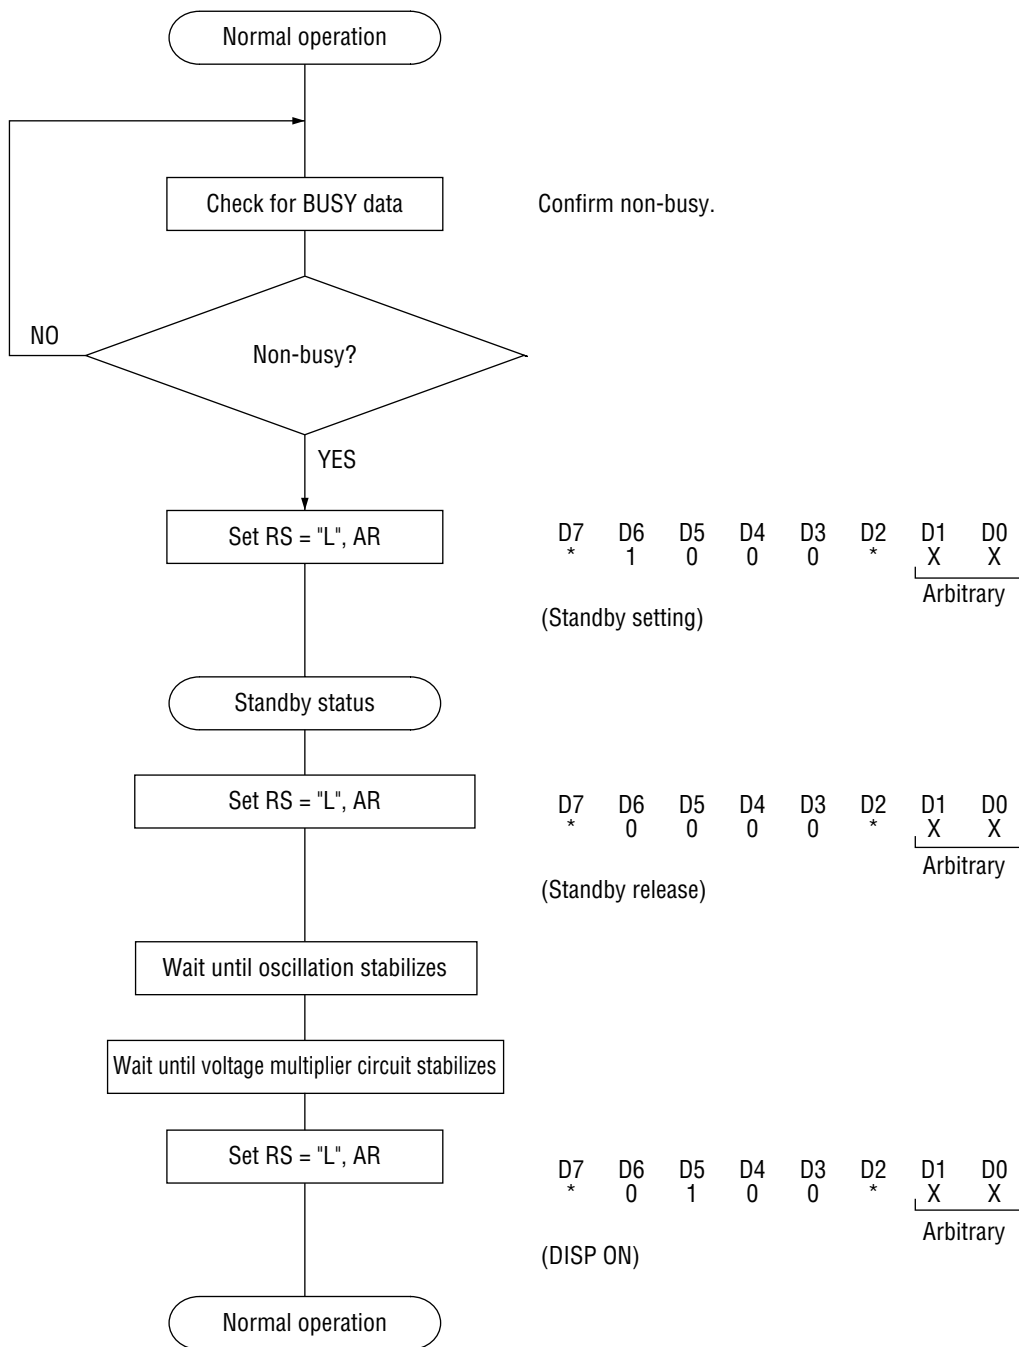 Normal operation
Check for BUSY data
Confirm non-busy.
NO
Non-busy?
YES
Set RS = "L", AR
D7 D6 D5 D4 D3 D2 D1 D0
* 1 0 0 0 * X X
Arbitrary
(Standby setting)
Standby status
Set RS = "L", AR
D7 D6 D5 D4 D3 D2 D1 D0
* 0 0 0 0 * X X
Arbitrary
(Standby release)
Wait until oscillation stabilizes
Wait until voltage multiplier circuit stabilizes
Set RS = "L", AR
D7 D6 D5 D4 D3 D2 D1 D0
* 0 1 0 0 * X X
Arbitrary
(DISP ON)
Normal operation